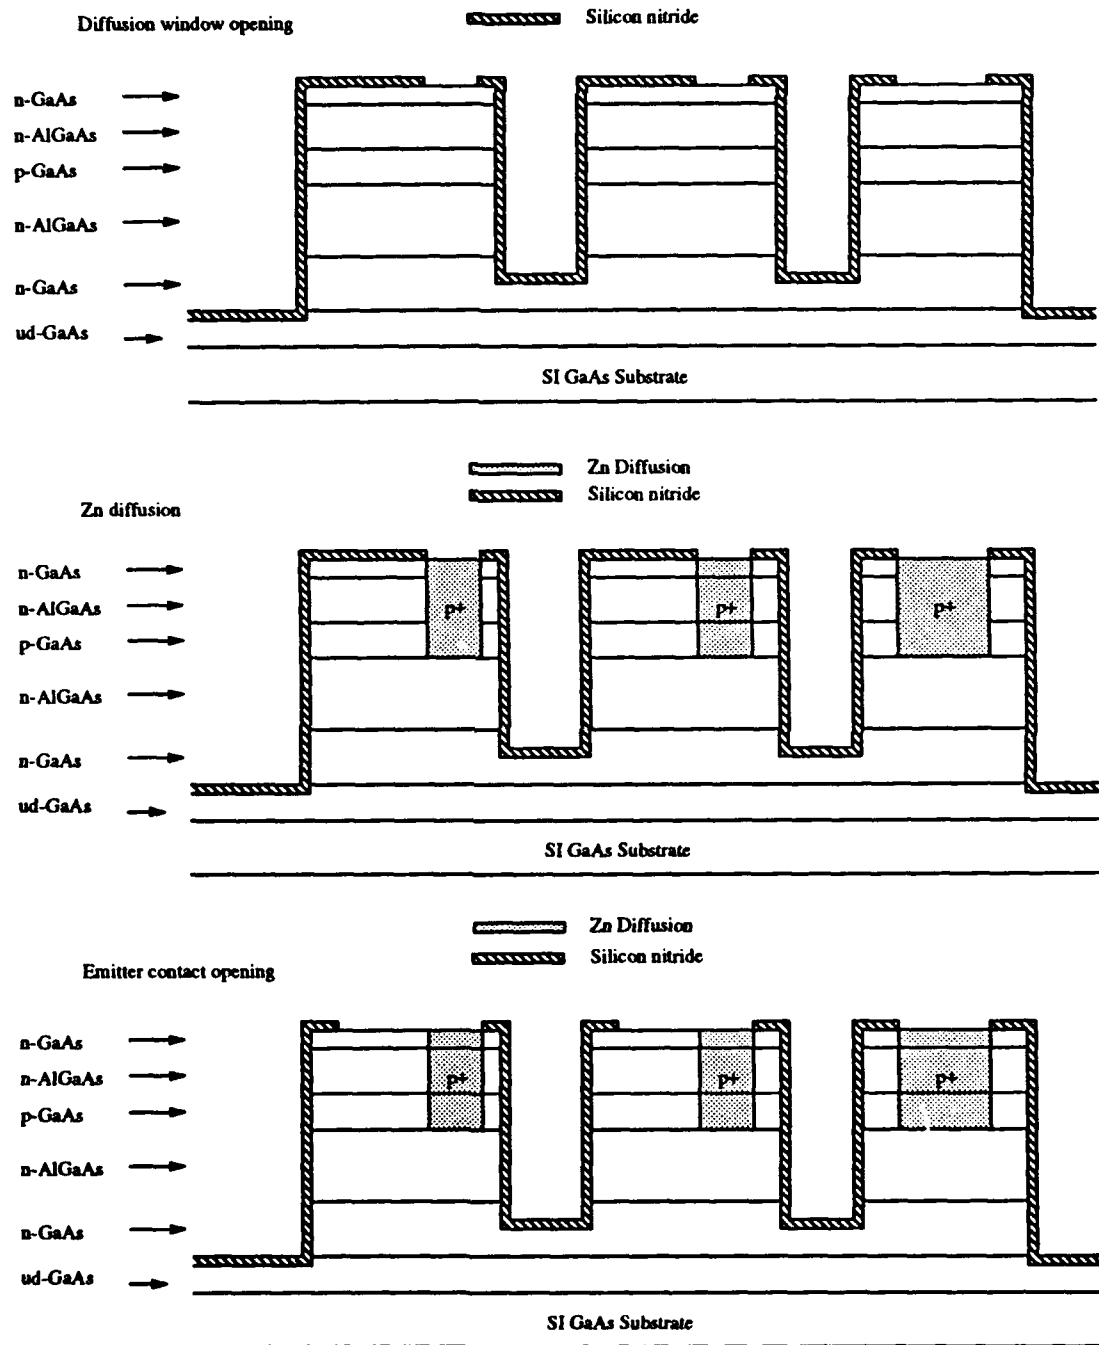 Diffusion window opening
Silicon nitride
n-GaAs
n-AlGaAs
p-GaAs
n-AlGaAs
n-GaAs
ud-GaAs
SI GaAs Substrate
Zn Diffusion
Silicon nitride
Zn diffusion
n-GaAs
n-AlGaAs
p+ p+ p+
p-GaAs
n-AlGaAs
n-GaAs
ud-GaAs
SI GaAs Substrate
Zn Diffusion
Silicon nitride
Emitter contact opening
n-GaAs
n-AlGaAs
p+ p+ p+
p-GaAs
n-AlGaAs
n-GaAs
ud-GaAs
SI GaAs Substrate